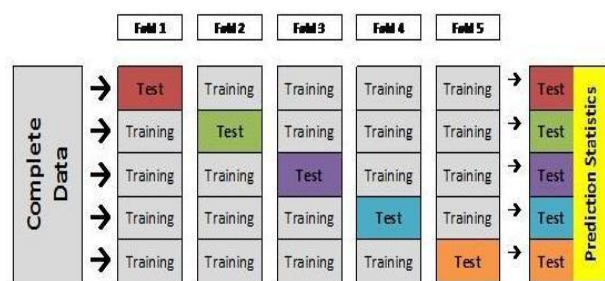 Fold 1 Fold 2 Fold 3 Fold 4 Fold 5
Complete Data
Test Training Training Training Training Test
Training Test Training Training Training Test
Training Training Test Training Training Test
Training Training Training Test Training Test
Training Training Training Training Test Test
Prediction Statistics